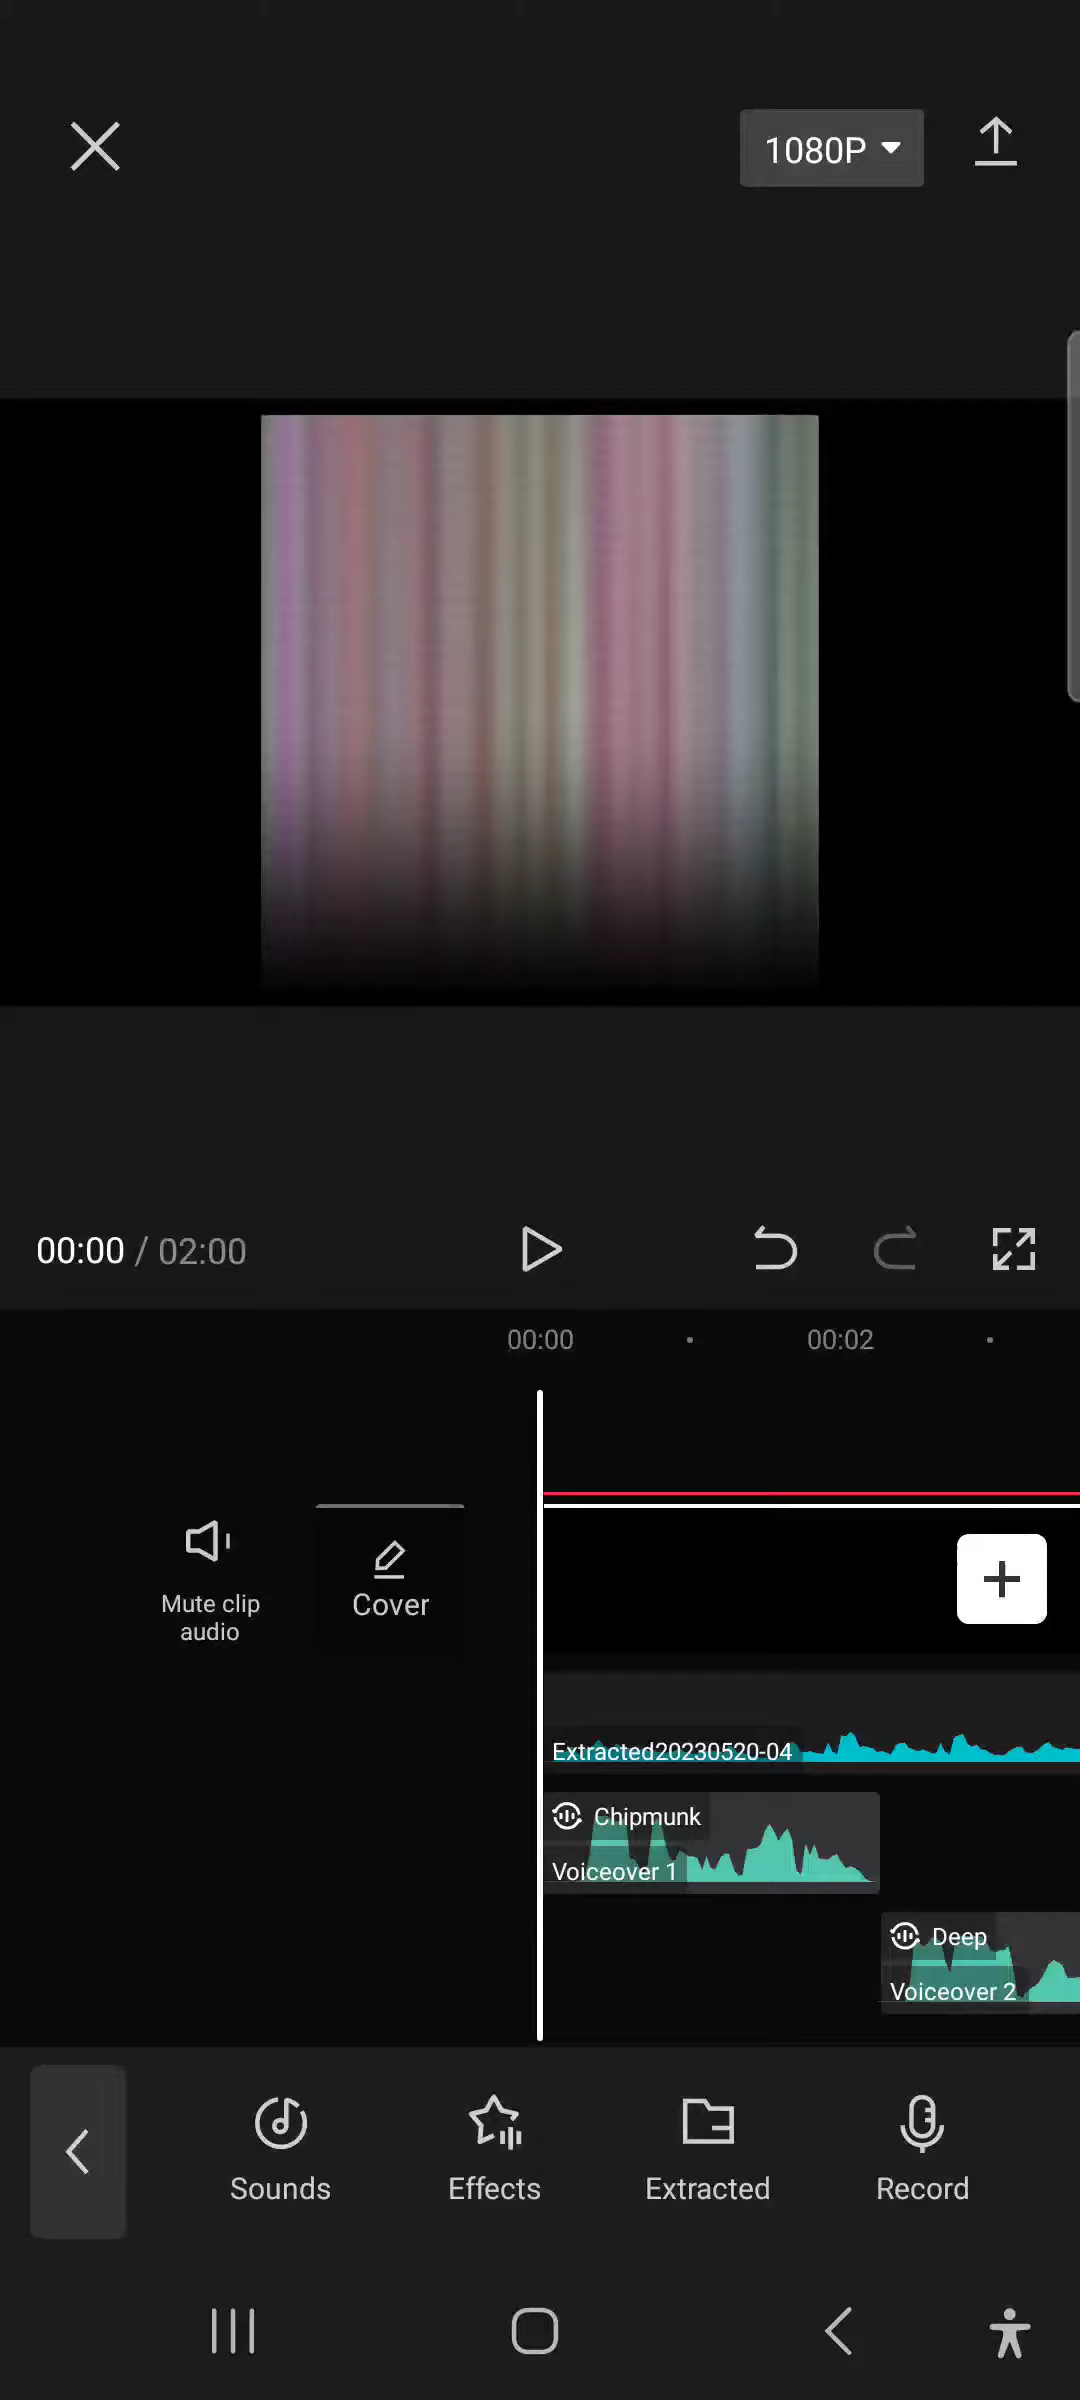 1080P
00:00 / 02:00
00:00
00:02
Mute clip
audio
Cover
Extracted20230520-04
Chipmunk
Voiceover 1
Deep
Voiceover 2
Sounds
Effects
Extracted
Record